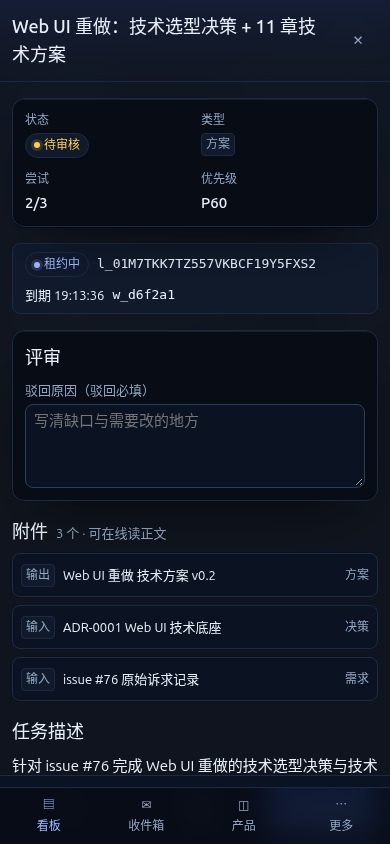 Web UI 重做：技术选型决策 + 11 章技
术方案
×
状态 类型
待审核 方案
尝试 优先级
2/3 P60
租约中 l_01M7TKK7TZ557VKBCF19Y5FXS2
到期 19:13:36 w_d6f2a1
评审
驳回原因（驳回必填）
写清缺口与需要改的地方
附件 3 个 · 可在线读正文
输出 Web UI 重做 技术方案 v0.2 方案
输入 ADR-0001 Web UI 技术底座 决策
输入 issue #76 原始诉求记录 需求
任务描述
针对 issue #76 完成 Web UI 重做的技术选型决策与技术
看板 收件箱 产品 更多